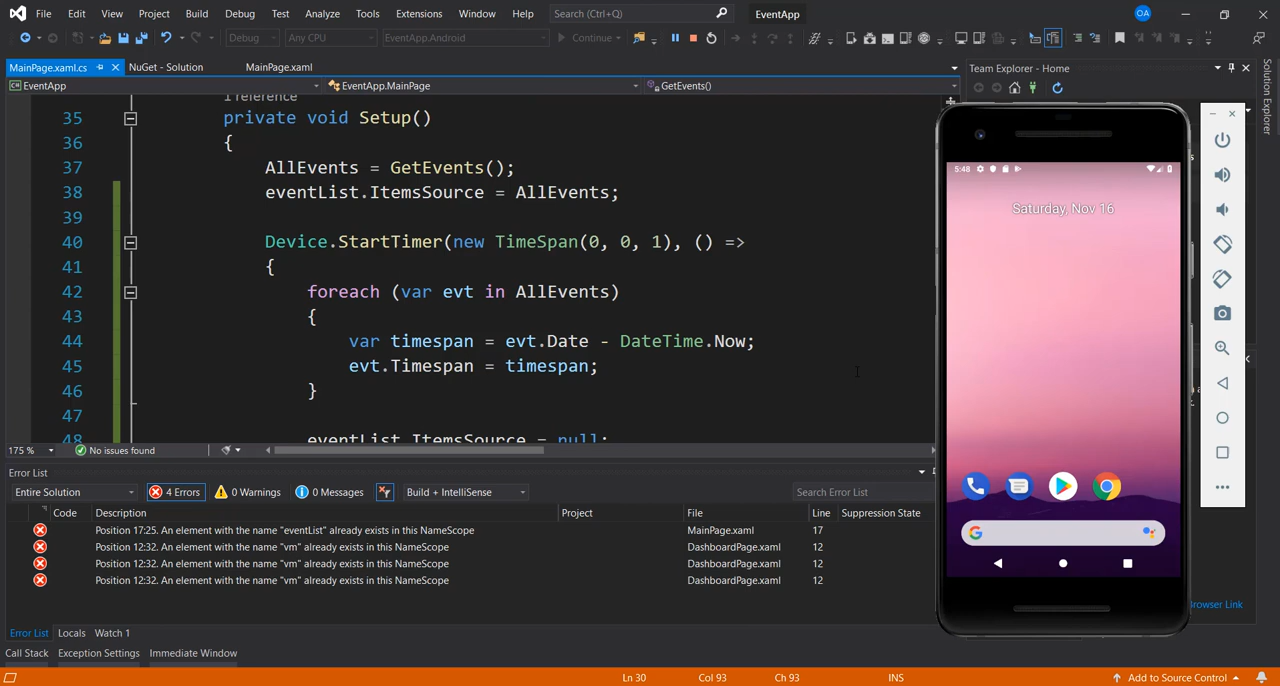 File Edit View Project Build Debug Test Analyze Tools Extensions Window Help Search (Ctrl+Q) EventApp OA
Debug Any CPU EventApp.Android Continue
MainPage.xaml.cs NuGet - Solution MainPage.xaml Team Explorer - Home
EventApp EventApp.MainPage GetEvents()
Solution Explorer
1 reference
35 private void Setup()
36 {
37 AllEvents = GetEvents();
38 eventList.ItemsSource = AllEvents;
39
40 Device.StartTimer(new TimeSpan(0, 0, 1), () =>
41 {
42 foreach (var evt in AllEvents)
43 {
44 var timespan = evt.Date - DateTime.Now;
45 evt.Timespan = timespan;
46 }
47
48 eventList.ItemsSource = null;
175 % No issues found
5:48
Saturday, Nov 16
G
Browser Link
Error List
Entire Solution 4 Errors 0 Warnings 0 Messages Build + IntelliSense Search Error List
Code Description Project File Line Suppression State
Position 17:25. An element with the name "eventList" already exists in this NameScope MainPage.xaml 17
Position 12:32. An element with the name "vm" already exists in this NameScope DashboardPage.xaml 12
Position 12:32. An element with the name "vm" already exists in this NameScope DashboardPage.xaml 12
Position 12:32. An element with the name "vm" already exists in this NameScope DashboardPage.xaml 12
Error List Locals Watch 1
Call Stack Exception Settings Immediate Window
Ln 30 Col 93 Ch 93 INS Add to Source Control